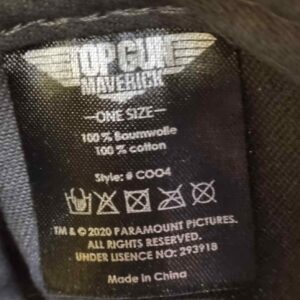 TOP GUN
MAVERICK
—ONE SIZE—
100 % Baumwolle
100 % cotton
Style: # COO4
TM & © 2020 PARAMOUNT PICTURES.
ALL RIGHTS RESERVED.
UNDER LISENCE NO: 293918
Made in China